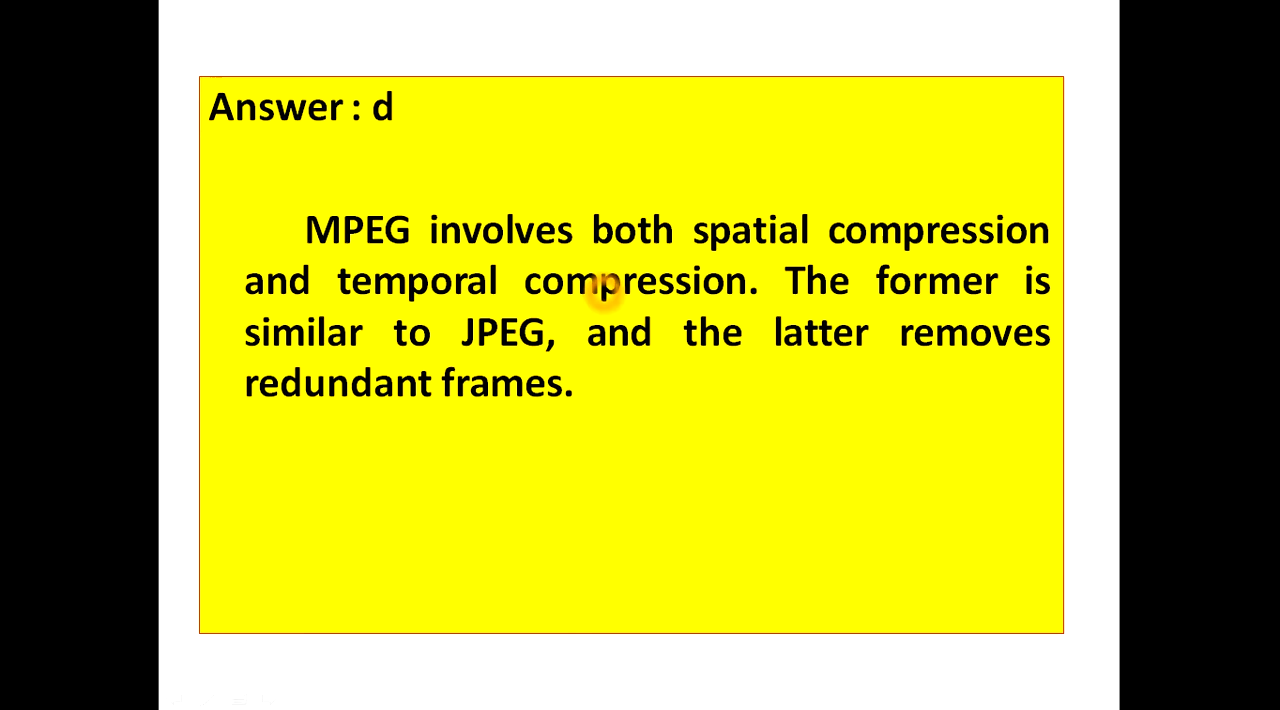 Answer : d
MPEG involves both spatial compression
and temporal compression. The former is
similar to JPEG, and the latter removes
redundant frames.